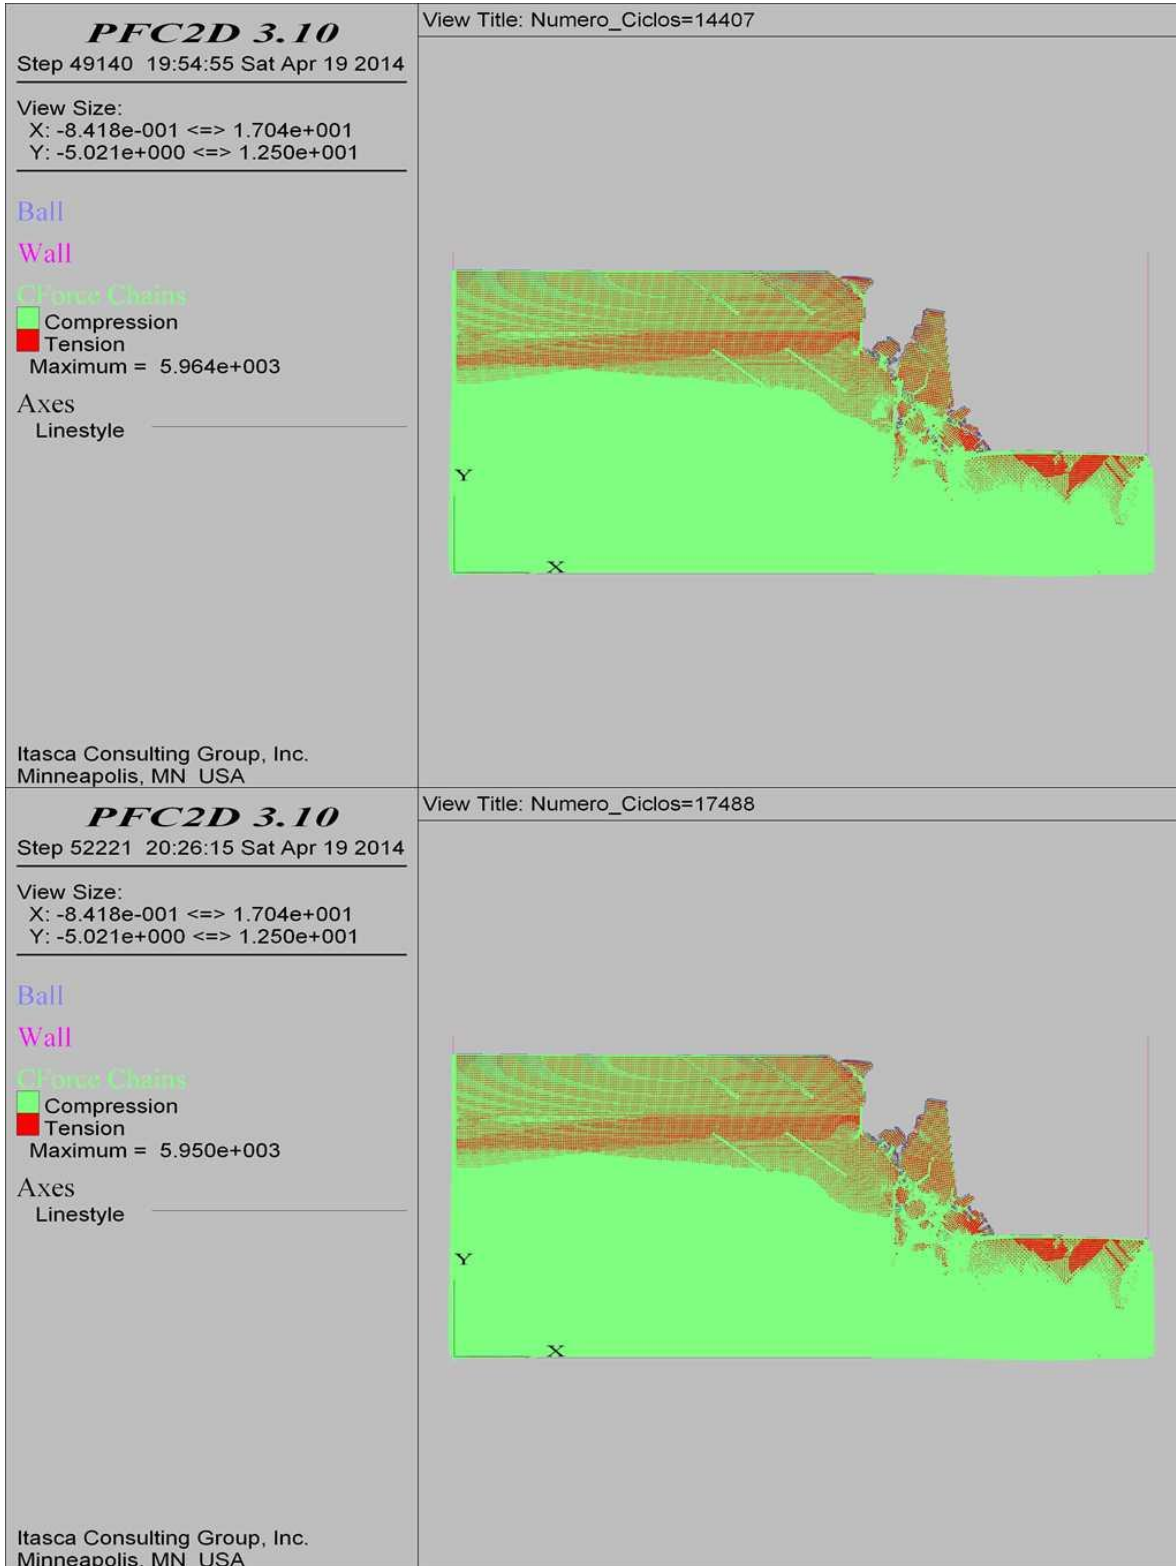 PFC2D 3.10
Step 49140 19:54:55 Sat Apr 19 2014
View Size:
X: -8.418e-001 <=> 1.704e+001
Y: -5.021e+000 <=> 1.250e+001
Ball
Wall
CForce Chains
Compression
Tension
Maximum = 5.964e+003
Axes
Linestyle
Itasca Consulting Group, Inc.
Minneapolis, MN USA
View Title: Numero_Ciclos=14407
Y
X
PFC2D 3.10
Step 52221 20:26:15 Sat Apr 19 2014
View Size:
X: -8.418e-001 <=> 1.704e+001
Y: -5.021e+000 <=> 1.250e+001
Ball
Wall
CForce Chains
Compression
Tension
Maximum = 5.950e+003
Axes
Linestyle
Itasca Consulting Group, Inc.
Minneapolis, MN USA
View Title: Numero_Ciclos=17488
Y
X